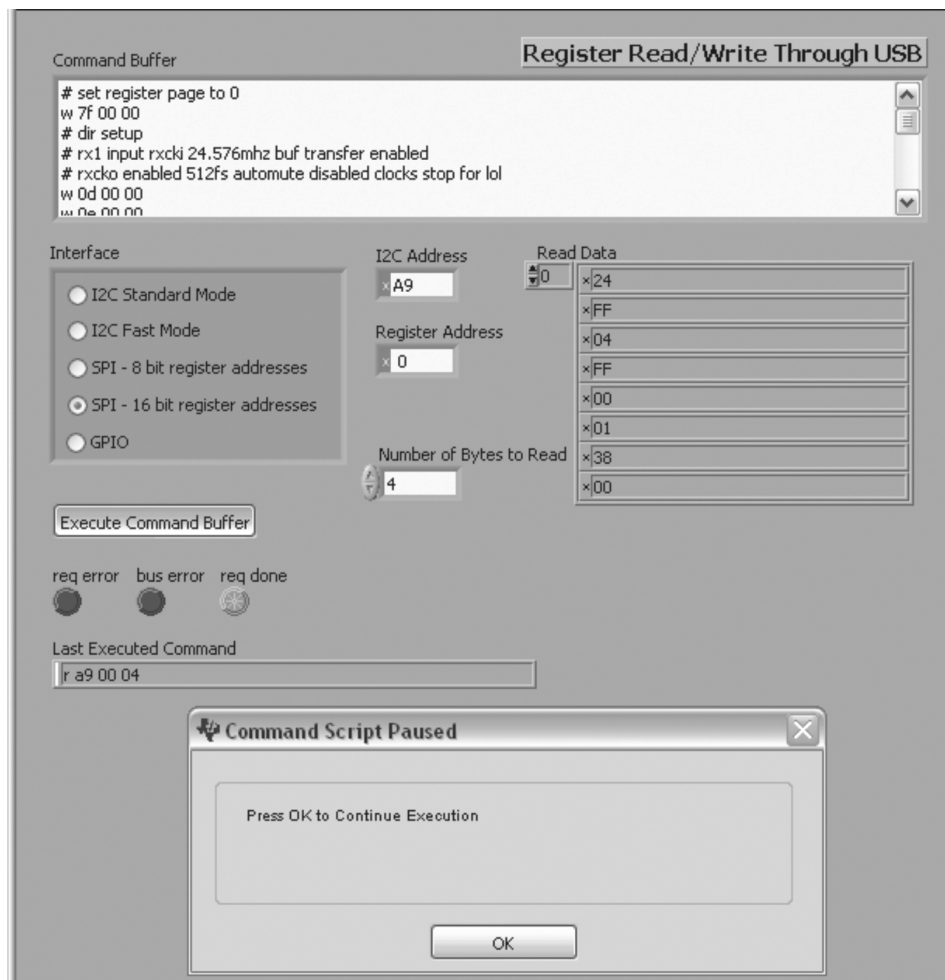 Register Read/Write Through USB
Command Buffer
# set register page to 0
w 7f 00 00
# dir setup
# rx1 input rxcki 24.576mhz buf transfer enabled
# rxcko enabled 512fs automute disabled clocks stop for lol
w 0d 00 00
w 0e 00 00
Interface
I2C Standard Mode
I2C Fast Mode
SPI - 8 bit register addresses
SPI - 16 bit register addresses
GPIO
I2C Address
x A9
Register Address
x 0
Number of Bytes to Read
4
Read Data
0
x 24
x FF
x 04
x FF
x 00
x 01
x 38
x 00
Execute Command Buffer
req error bus error req done
Last Executed Command
r a9 00 04
Command Script Paused
Press OK to Continue Execution
OK